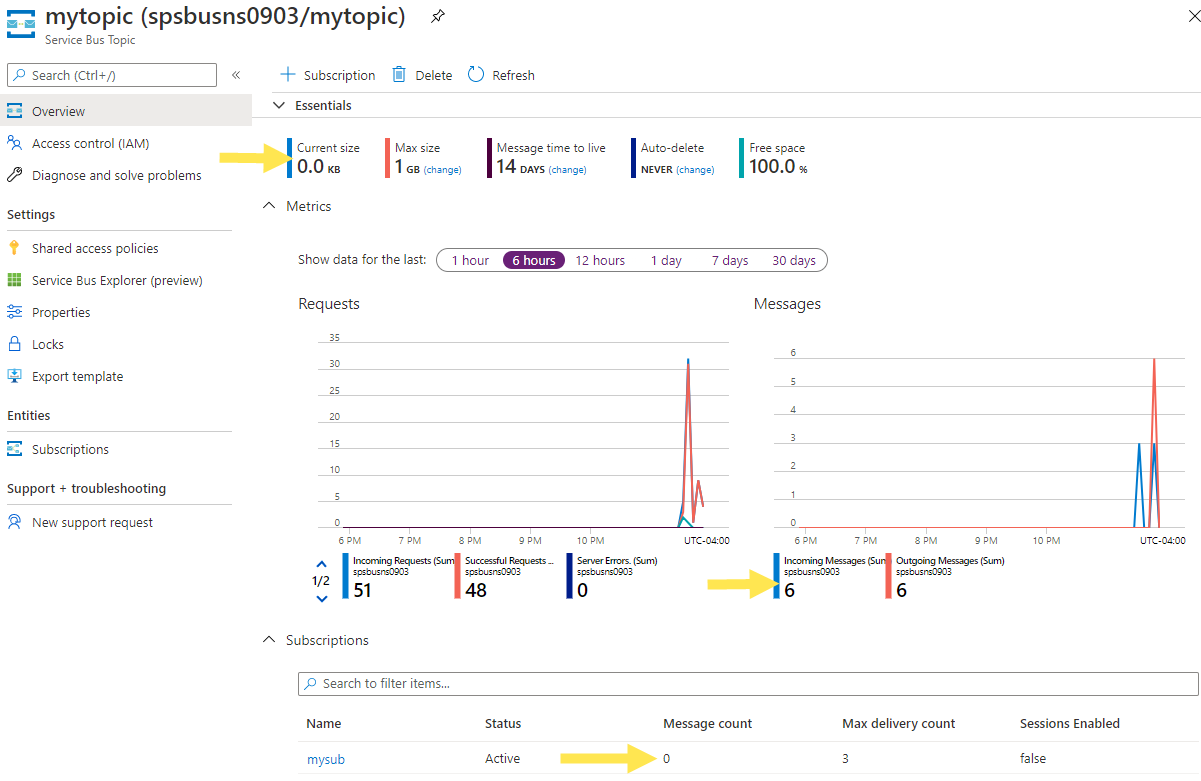 mytopic (spsbusns0903/mytopic)
Service Bus Topic
Search (Ctrl+/)
«
Subscription Delete Refresh
Overview
Access control (IAM)
Diagnose and solve problems
Settings
Shared access policies
Service Bus Explorer (preview)
Properties
Locks
Export template
Entities
Subscriptions
Support + troubleshooting
New support request
Essentials
Current size
0.0 KB
Max size
1 GB (change)
Message time to live
14 DAYS (change)
Auto-delete
NEVER (change)
Free space
100.0 %
Metrics
Show data for the last: 1 hour 6 hours 12 hours 1 day 7 days 30 days
Requests
35
30
25
20
15
10
5
0
6 PM 7 PM 8 PM 9 PM 10 PM UTC-04:00
1/2
Incoming Requests (Sum)
spsbusns0903
51
Successful Requests ...
spsbusns0903
48
Server Errors. (Sum)
spsbusns0903
0
Messages
6
5
4
3
2
1
0
6 PM 7 PM 8 PM 9 PM 10 PM UTC-04:00
Incoming Messages (Sum)
spsbusns0903
6
Outgoing Messages (Sum)
spsbusns0903
6
Subscriptions
Search to filter items...
Name Status Message count Max delivery count Sessions Enabled
mysub Active 0 3 false